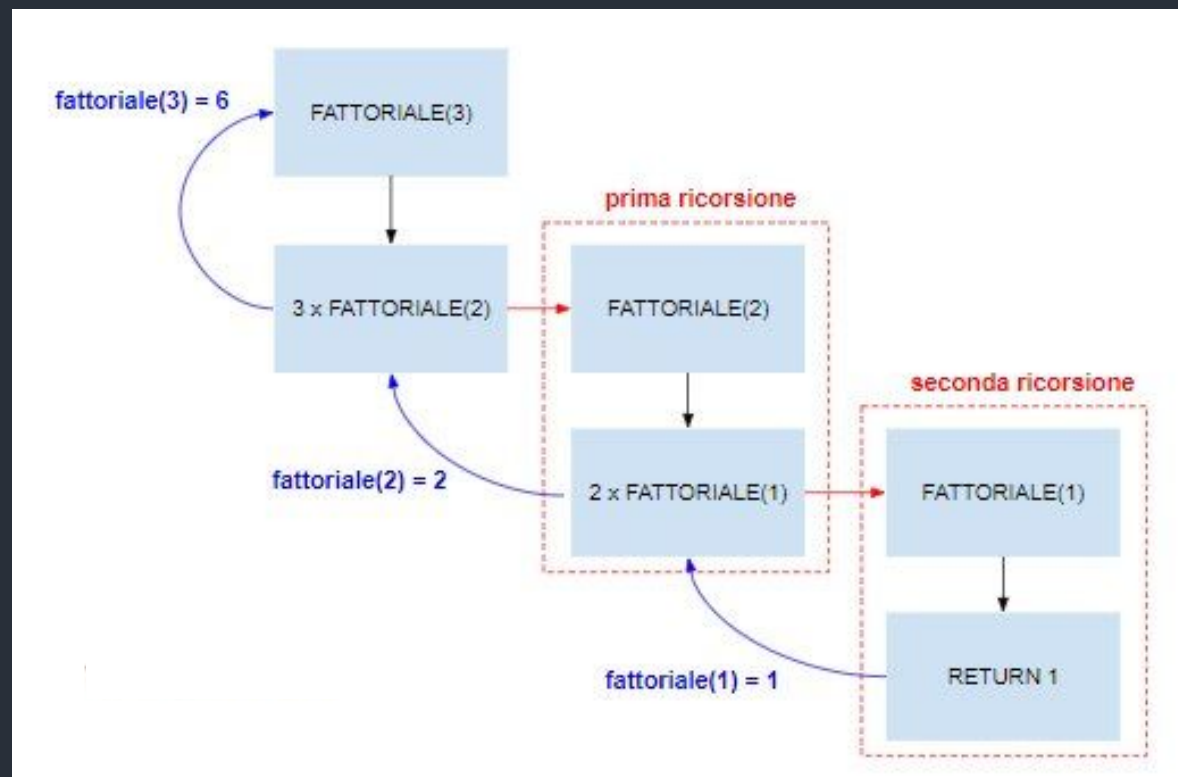 fattoriale(3) = 6
FATTORIALE(3)
prima ricorsione
3 x FATTORIALE(2)
FATTORIALE(2)
seconda ricorsione
fattoriale(2) = 2
2 x FATTORIALE(1)
FATTORIALE(1)
fattoriale(1) = 1
RETURN 1